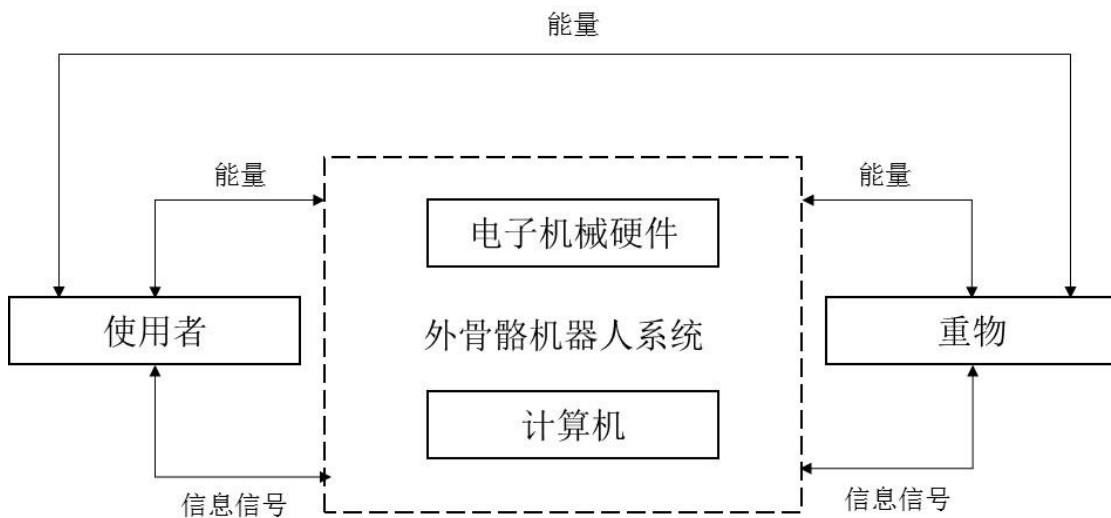 能量
能量
能量
电子机械硬件
使用者
外骨骼机器人系统
重物
计算机
信息信号
信息信号